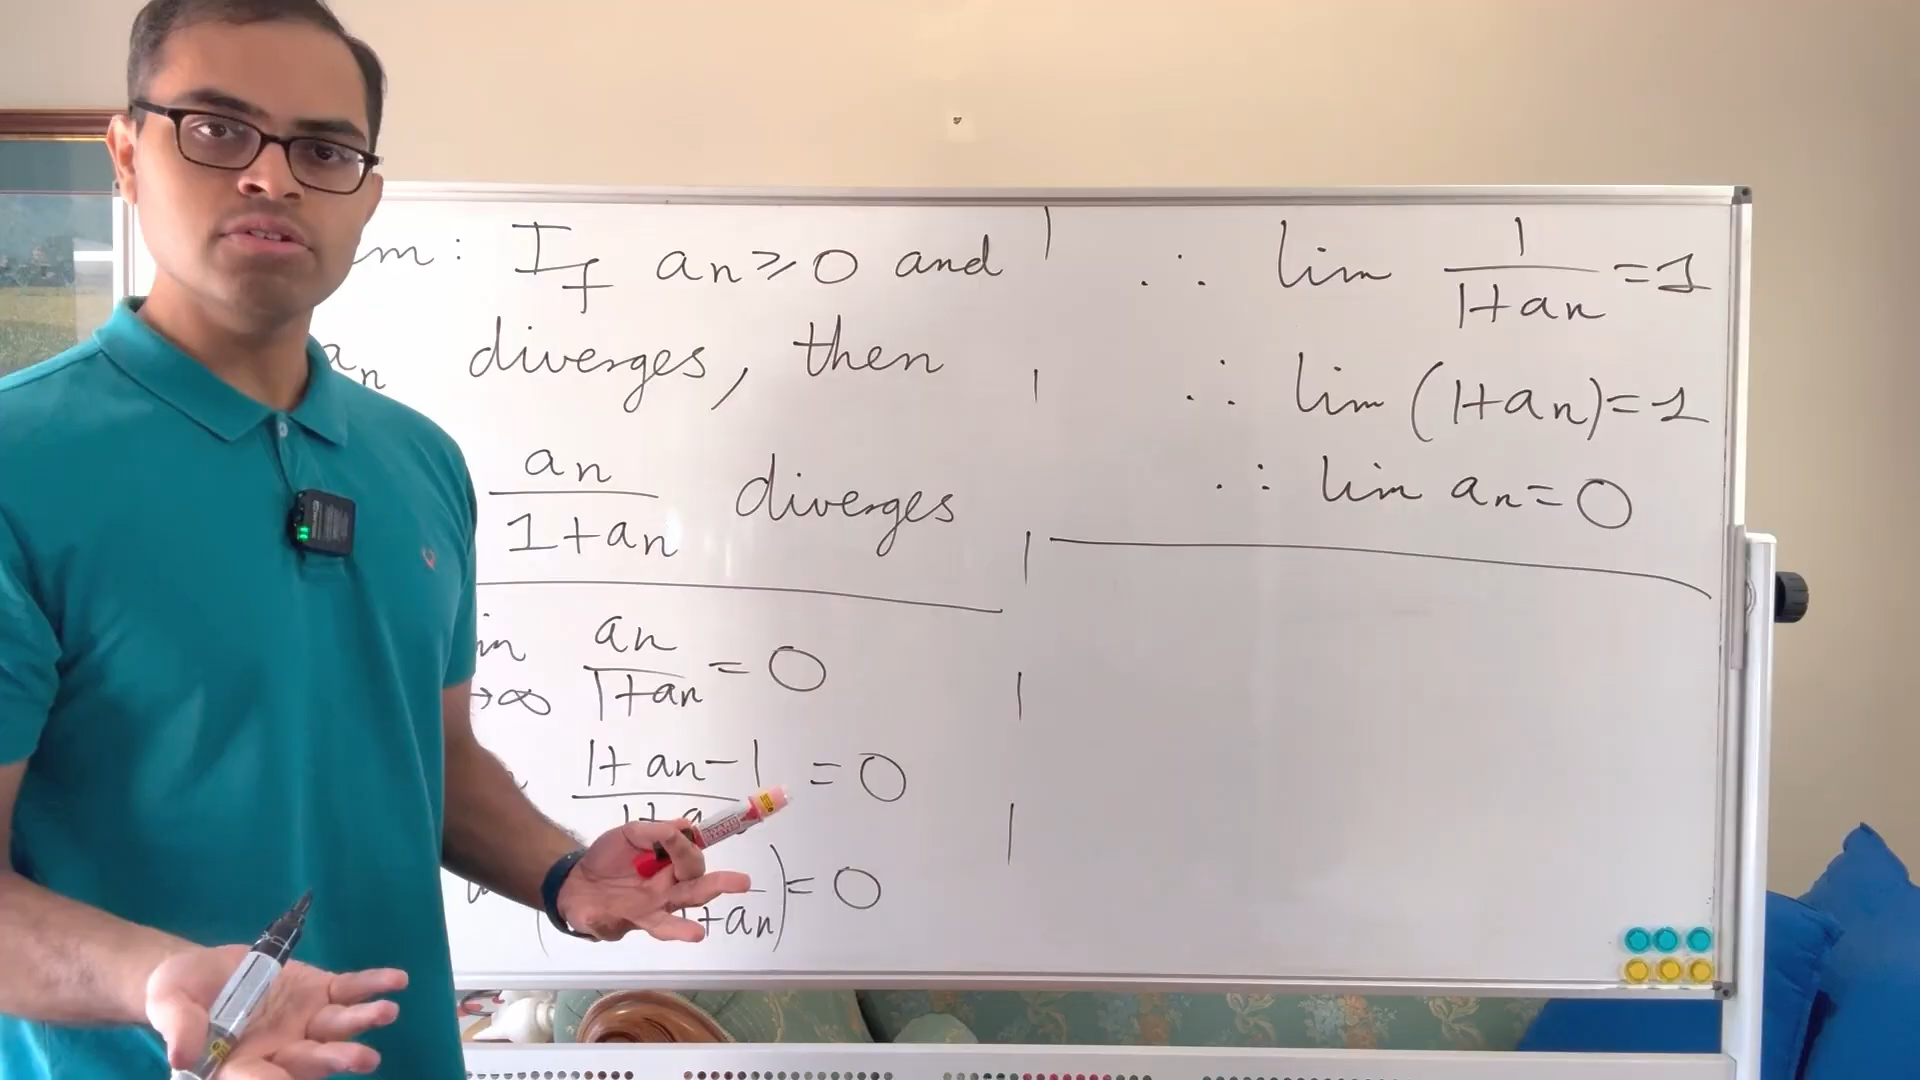 m: If an ≥ 0 and
an diverges, then
an / 1+an diverges
an / 1+an = 0
→∞
1+an-1 = 0
+an) = 0
∴ lim 1 / 1+an = 1
∴ lim (1+an) = 1
∴ lim an = 0